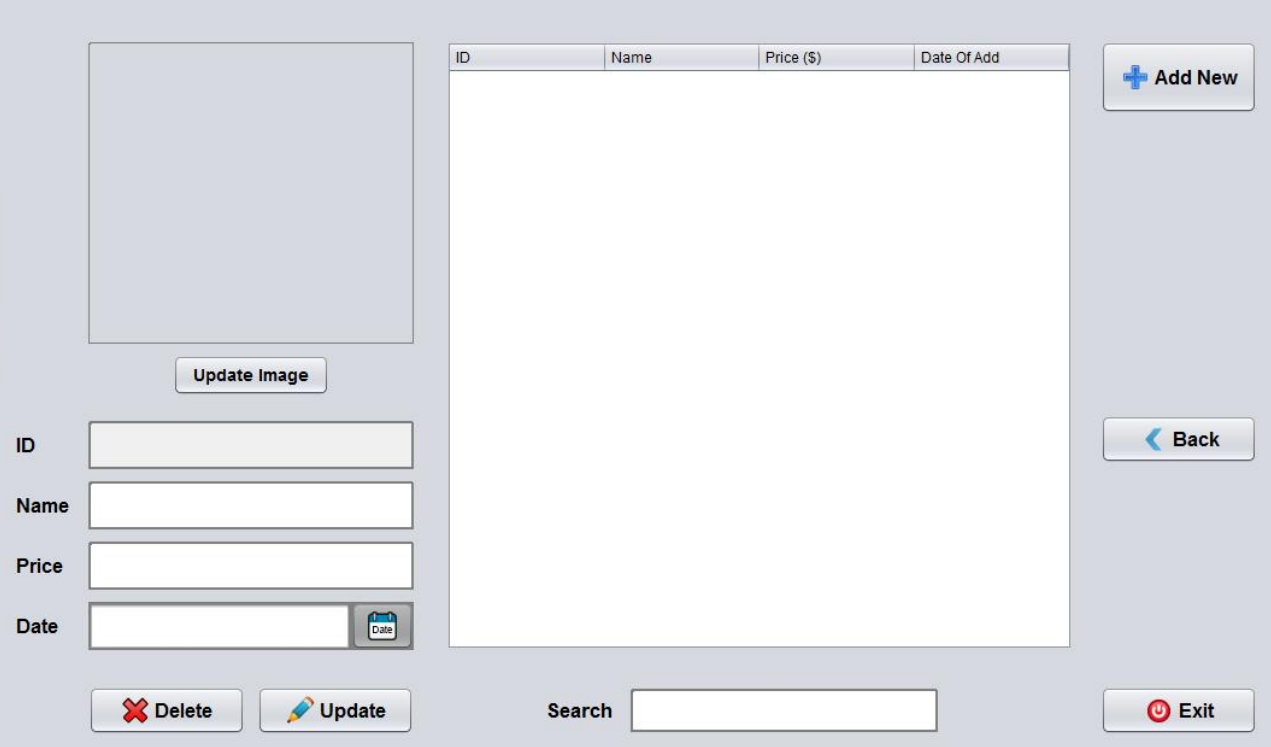 ID Name Price ($) Date Of Add
Add New
Update Image
ID
Back
Name
Price
Date Date
Delete Update Search Exit